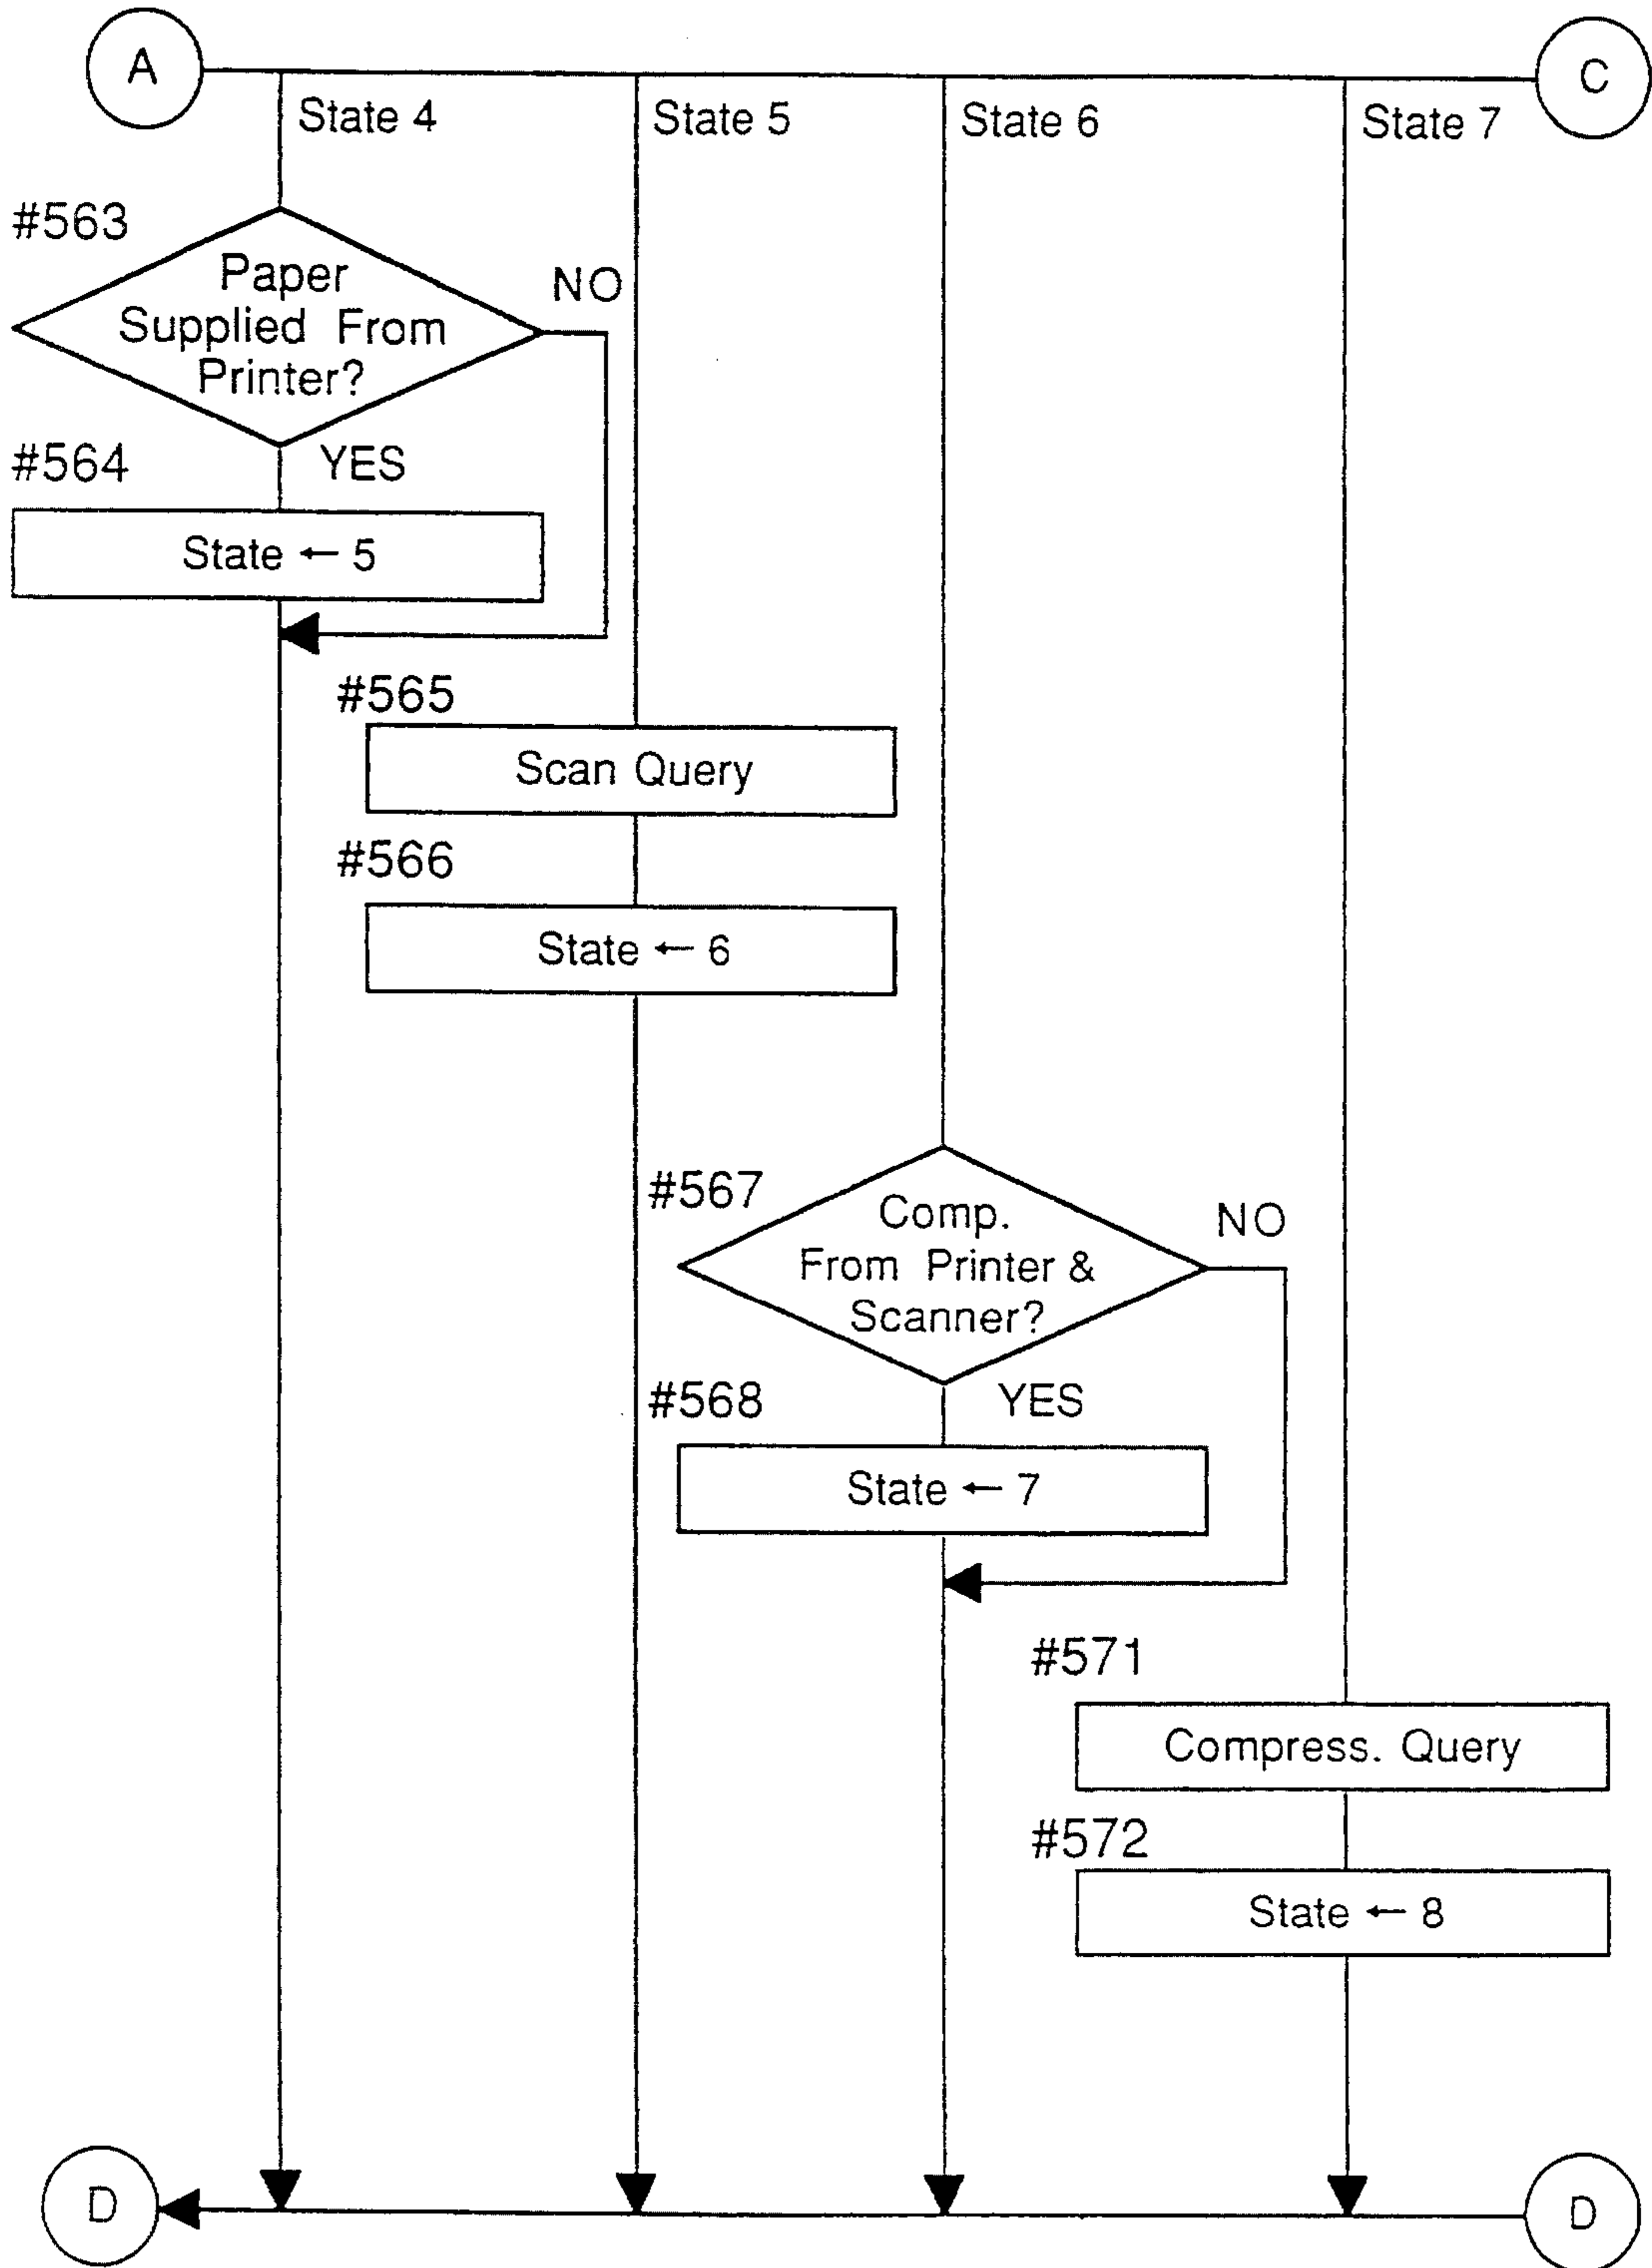 A
C
State 4
State 5
State 6
State 7
#563
Paper
Supplied From
Printer?
NO
YES
#564
State ← 5
#565
Scan Query
#566
State ← 6
#567
Comp.
From Printer &
Scanner?
NO
YES
#568
State ← 7
#571
Compress. Query
#572
State ← 8
D
D